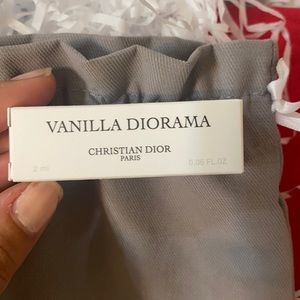 VANILLA DIORAMA
CHRISTIAN DIOR
PARIS
2 ml 0.06 FL.OZ